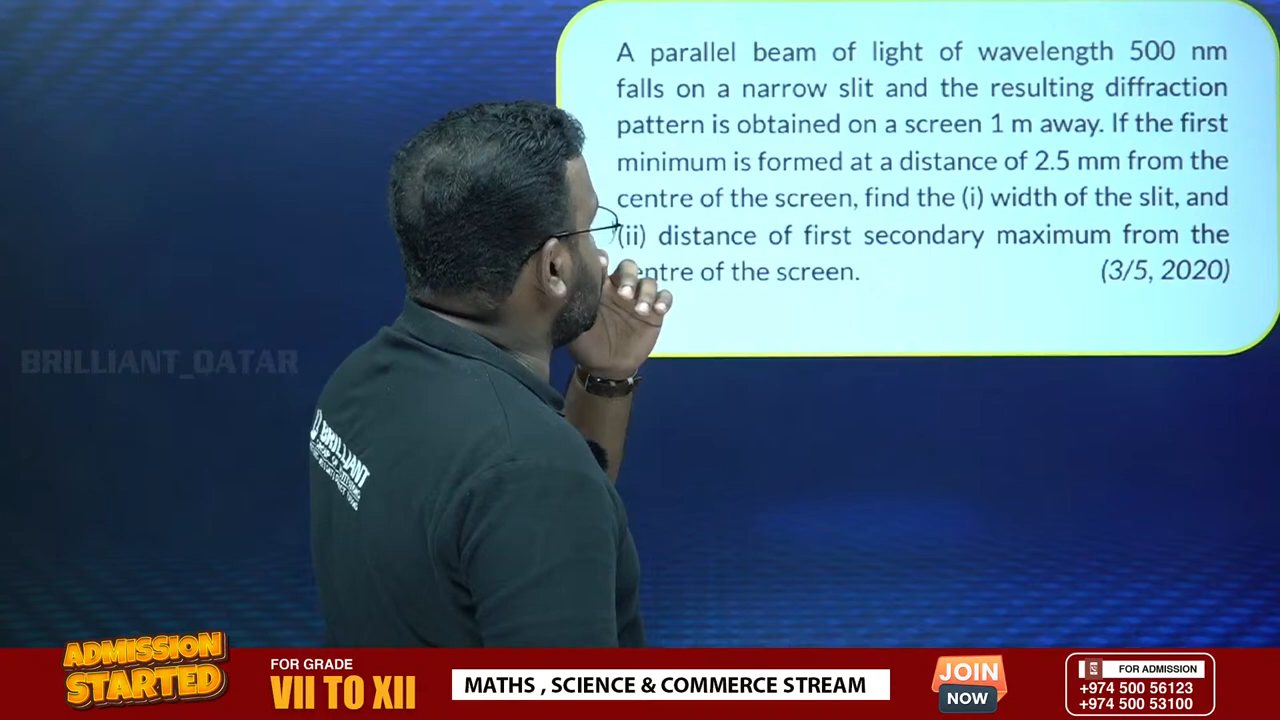 A parallel beam of light of wavelength 500 nm
falls on a narrow slit and the resulting diffraction
pattern is obtained on a screen 1 m away. If the first
minimum is formed at a distance of 2.5 mm from the
centre of the screen, find the (i) width of the slit, and
(ii) distance of first secondary maximum from the
entre of the screen. (3/5, 2020)
BRILLIANT_QATAR
BRILLIANT
ADMISSION
STARTED
FOR GRADE
VII TO XII
MATHS , SCIENCE & COMMERCE STREAM
JOIN
NOW
FOR ADMISSION
+974 500 56123
+974 500 53100